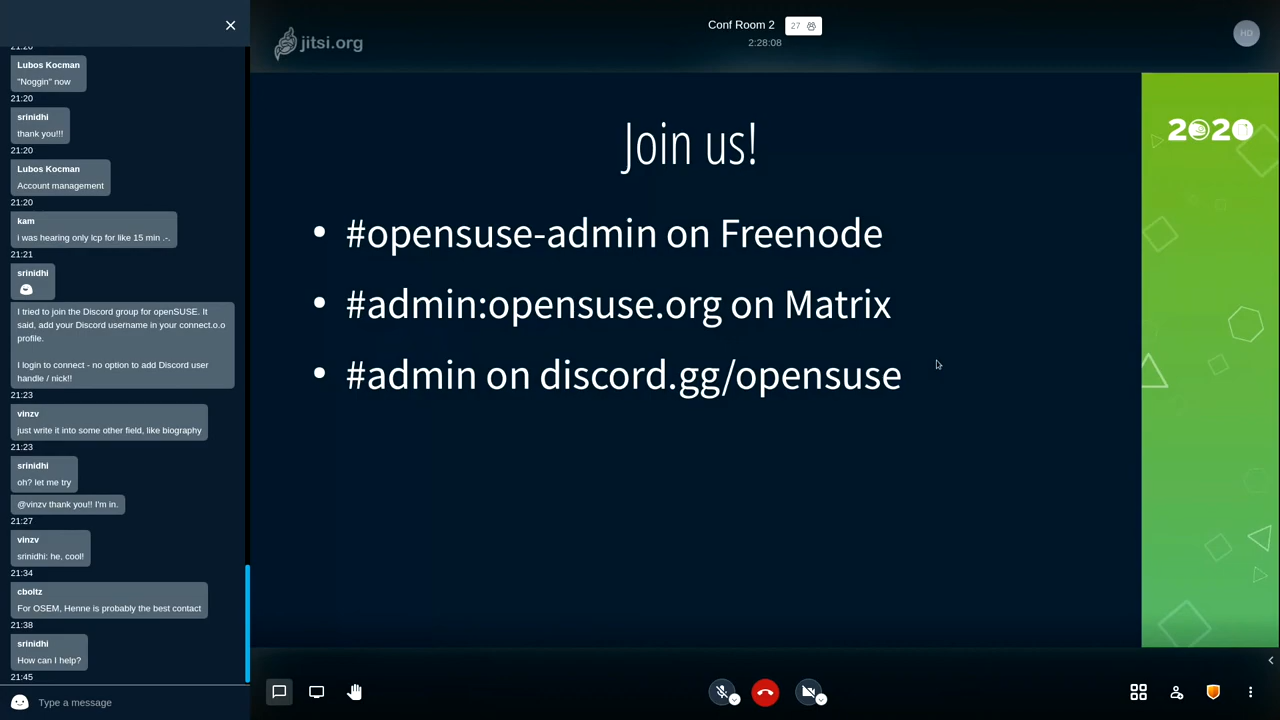 21:20
Lubos Kocman
"Noggin" now
21:20
srinidhi
thank you!!!
21:20
Lubos Kocman
Account management
21:20
kam
i was hearing only lcp for like 15 min .-.
21:21
srinidhi
I tried to join the Discord group for openSUSE. It
said, add your Discord username in your connect.o.o
profile.
I login to connect - no option to add Discord user
handle / nick!!
21:23
vinzv
just write it into some other field, like biography
21:23
srinidhi
oh? let me try
@vinzv thank you!! I'm in.
21:27
vinzv
srinidhi: he, cool!
21:34
cboltz
For OSEM, Henne is probably the best contact
21:38
srinidhi
How can I help?
21:45
Type a message
jitsi.org
Conf Room 2
27
2:28:08
HD
Join us!
• #opensuse-admin on Freenode
• #admin:opensuse.org on Matrix
• #admin on discord.gg/opensuse
2020